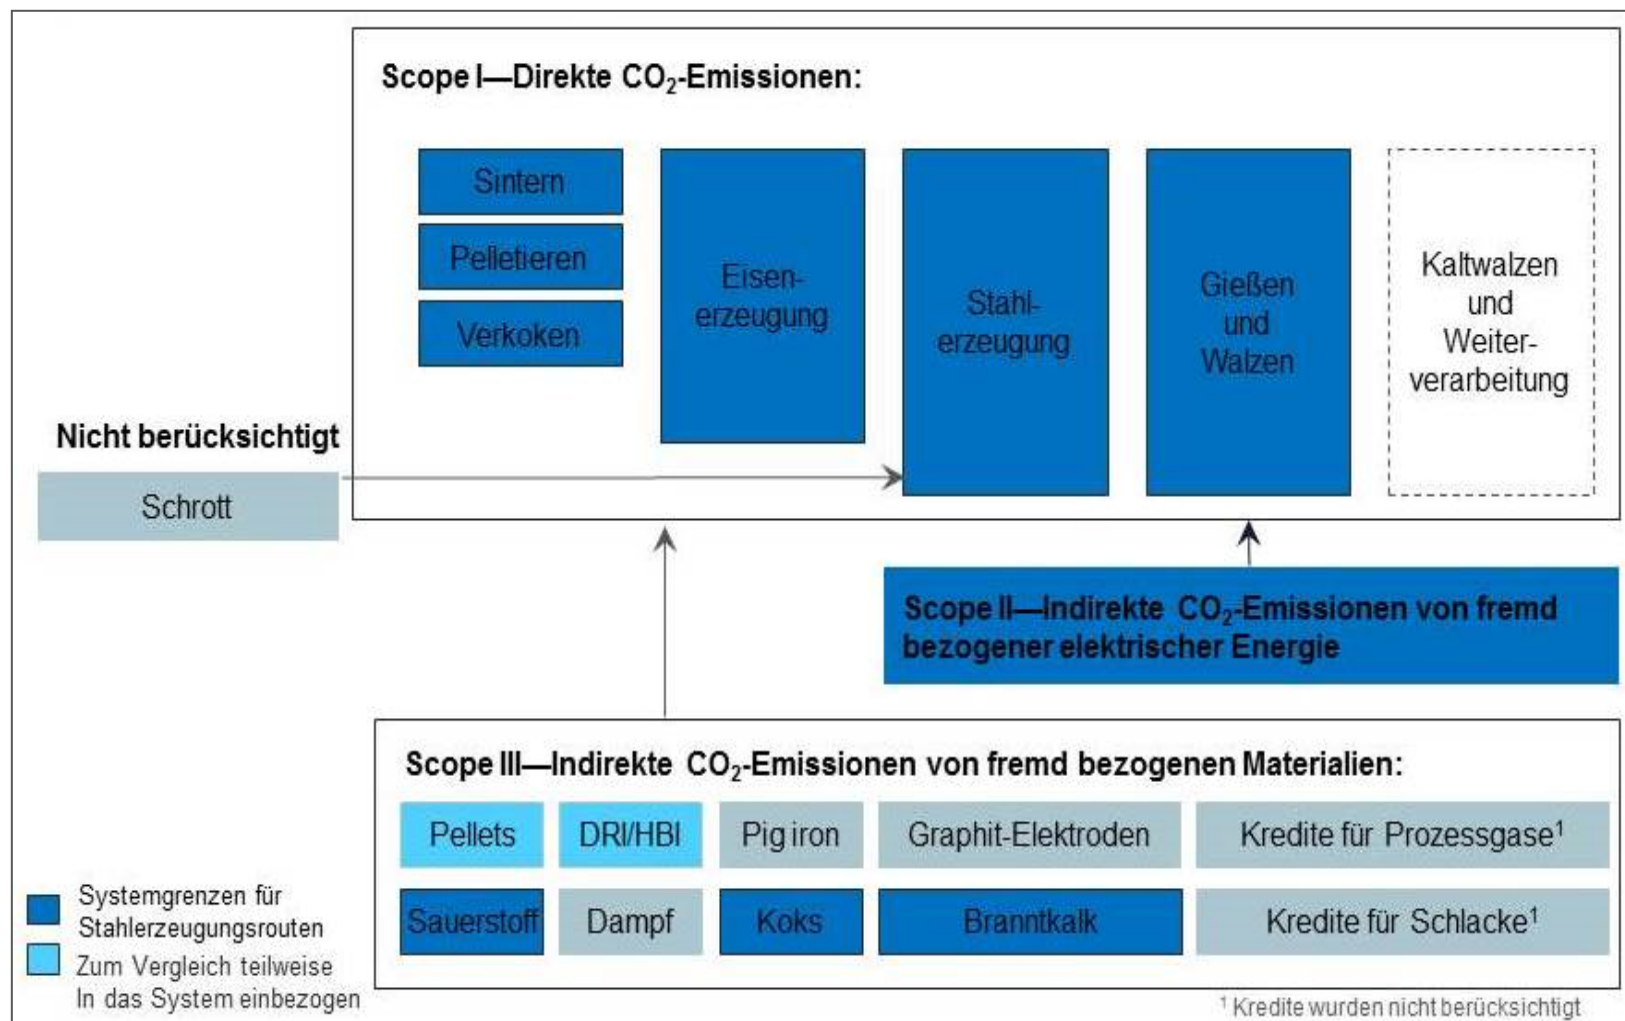 Scope I—Direkte CO₂-Emissionen:
Sintern
Pelletieren
Verkoken
Eisen-
erzeugung
Stahl-
erzeugung
Gießen
und
Walzen
Kaltwalzen
und
Weiter-
verarbeitung
Nicht berücksichtigt
Schrott
Scope II—Indirekte CO₂-Emissionen von fremd
bezogener elektrischer Energie
Scope III—Indirekte CO₂-Emissionen von fremd bezogenen Materialien:
Pellets
DRI/HBI
Pig iron
Graphit-Elektroden
Kredite für Prozessgase¹
Sauerstoff
Dampf
Koks
Branntkalk
Kredite für Schlacke¹
Systemgrenzen für
Stahlerzeugungsrouten
Zum Vergleich teilweise
In das System einbezogen
¹ Kredite wurden nicht berücksichtigt